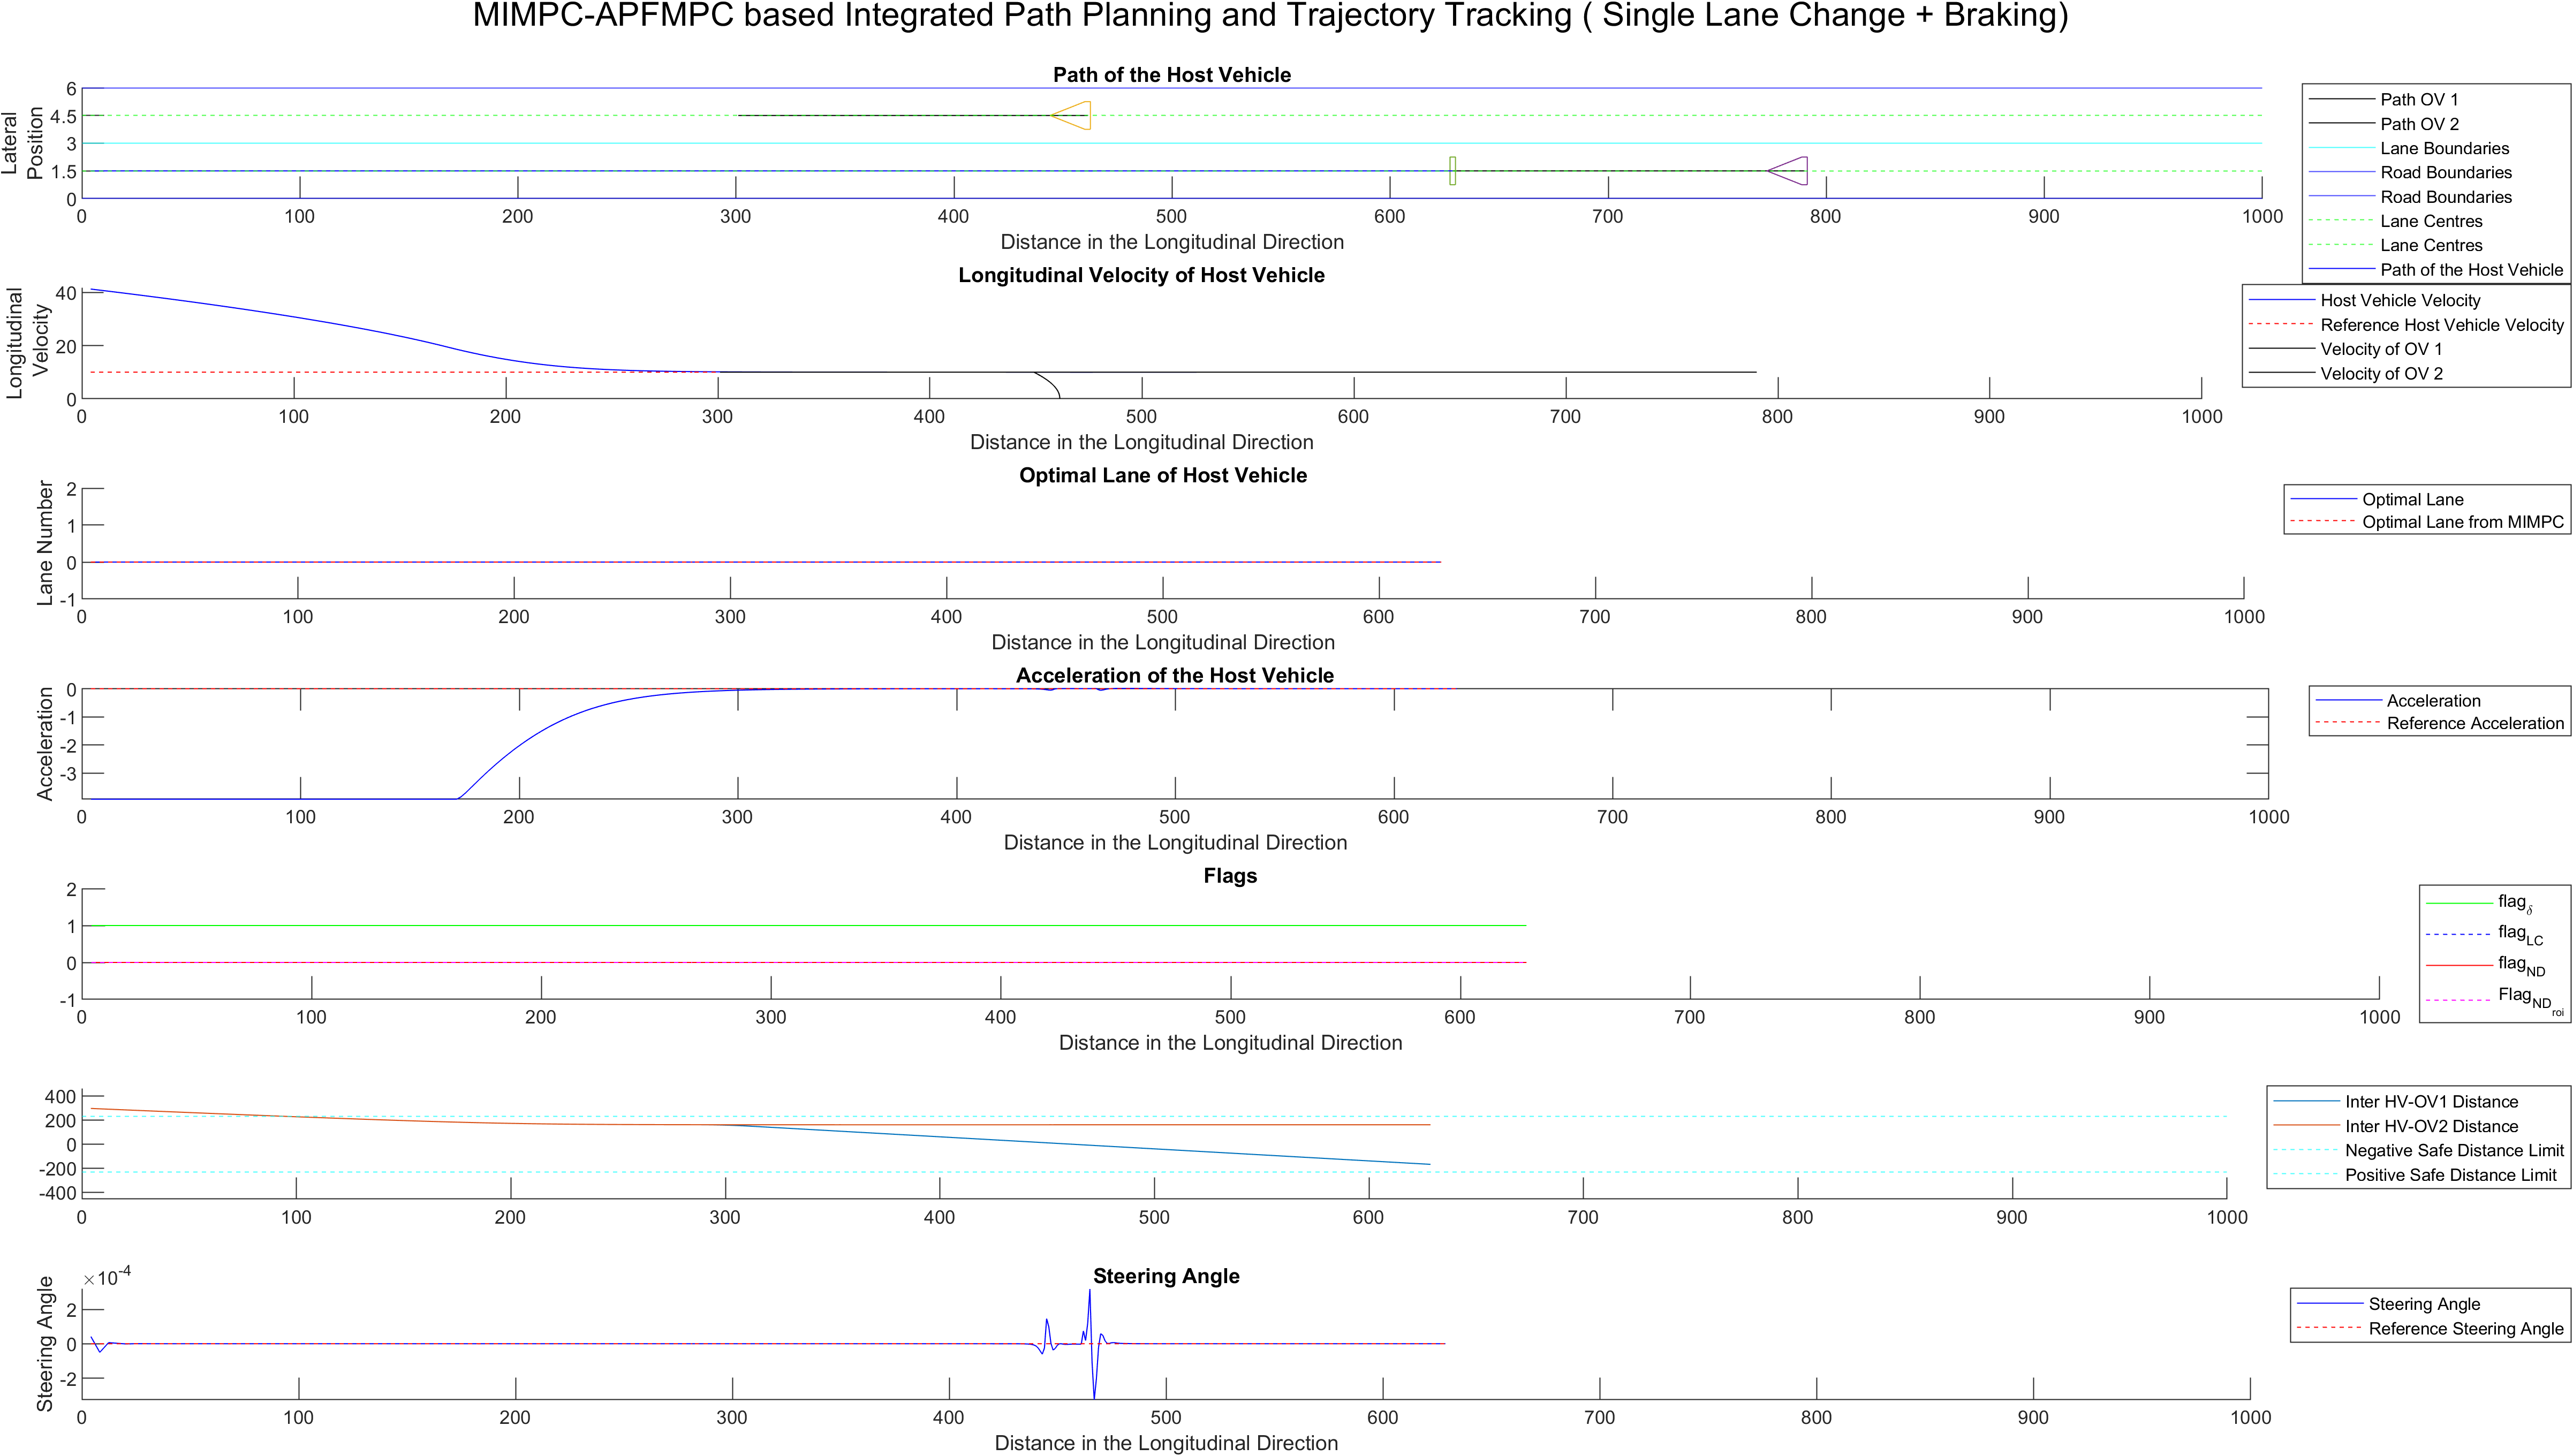 MIMPC-APFMPC based Integrated Path Planning and Trajectory Tracking ( Single Lane Change + Braking)
Path of the Host Vehicle
Lateral
Position
6
4.5
3
1.5
0
0 100 200 300 400 500 600 700 800 900 1000
Distance in the Longitudinal Direction
Path OV 1
Path OV 2
Lane Boundaries
Road Boundaries
Road Boundaries
Lane Centres
Lane Centres
Path of the Host Vehicle
Longitudinal Velocity of Host Vehicle
Longitudinal
Velocity
40
20
0
0 100 200 300 400 500 600 700 800 900 1000
Distance in the Longitudinal Direction
Host Vehicle Velocity
Reference Host Vehicle Velocity
Velocity of OV 1
Velocity of OV 2
Optimal Lane of Host Vehicle
Lane Number
2
1
0
-1
0 100 200 300 400 500 600 700 800 900 1000
Distance in the Longitudinal Direction
Optimal Lane
Optimal Lane from MIMPC
Acceleration of the Host Vehicle
Acceleration
0
-1
-2
-3
0 100 200 300 400 500 600 700 800 900 1000
Distance in the Longitudinal Direction
Acceleration
Reference Acceleration
Flags
2
1
0
-1
0 100 200 300 400 500 600 700 800 900 1000
Distance in the Longitudinal Direction
flag δ
flag LC
flag ND
Flag ND roi
400
200
0
-200
-400
0 100 200 300 400 500 600 700 800 900 1000
Inter HV-OV1 Distance
Inter HV-OV2 Distance
Negative Safe Distance Limit
Positive Safe Distance Limit
Steering Angle
Steering Angle
×10-4
2
0
-2
0 100 200 300 400 500 600 700 800 900 1000
Distance in the Longitudinal Direction
Steering Angle
Reference Steering Angle